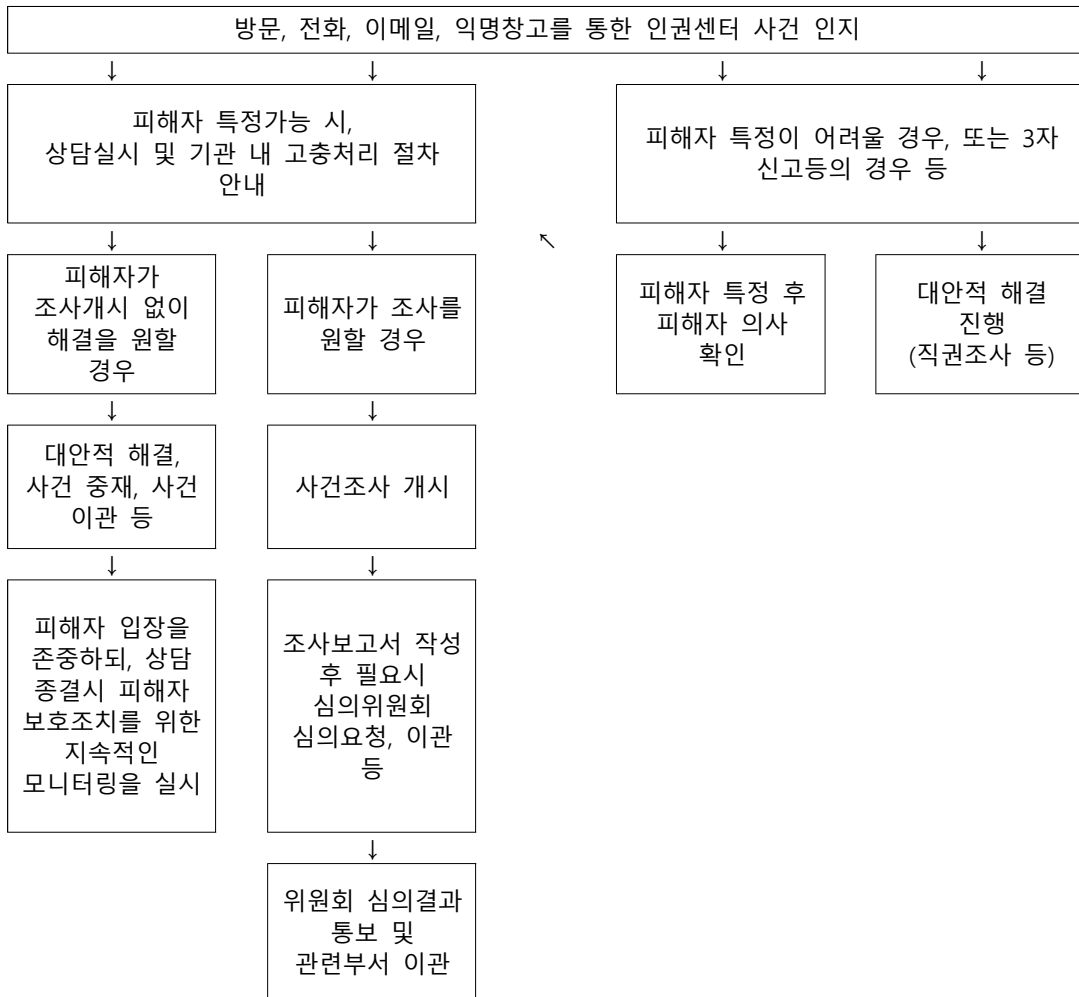 방문, 전화, 이메일, 익명창고를 통한 인권센터 사건 인지
↓ ↓ ↓ ↓
피해자 특정가능 시,
상담실시 및 기관 내 고충처리 절차
안내
피해자 특정이 어려울 경우, 또는 3자
신고등의 경우 등
↓ ↓ ↖ ↓ ↓
피해자가
조사개시 없이
해결을 원할
경우
피해자가 조사를
원할 경우
피해자 특정 후
피해자 의사
확인
대안적 해결
진행
(직권조사 등)
↓ ↓
대안적 해결,
사건 중재, 사건
이관 등
사건조사 개시
↓ ↓
피해자 입장을
존중하되, 상담
종결시 피해자
보호조치를 위한
지속적인
모니터링을 실시
조사보고서 작성
후 필요시
심의위원회
심의요청, 이관
등
↓
위원회 심의결과
통보 및
관련부서 이관